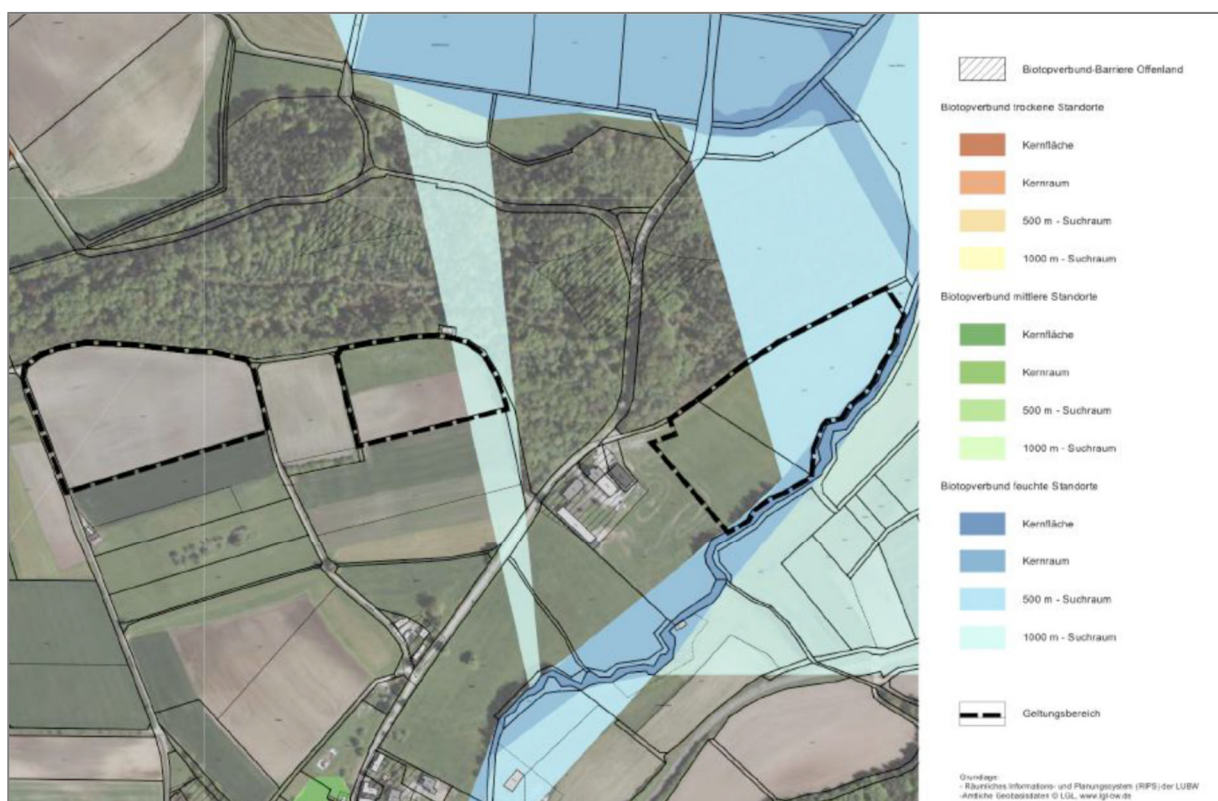 Biotopverbund-Barriere Offenland
Biotopverbund trockene Standorte
Kernfläche
Kernraum
500 m - Suchraum
1000 m - Suchraum
Biotopverbund mittlere Standorte
Kernfläche
Kernraum
500 m - Suchraum
1000 m - Suchraum
Biotopverbund feuchte Standorte
Kernfläche
Kernraum
500 m - Suchraum
1000 m - Suchraum
Geltungsbereich
Grundlage:
- Räumliches Informations- und Planungssystem (RIPS) der LUBW
-Amtliche Geobasisdaten © LGL, www.lgl-bw.de